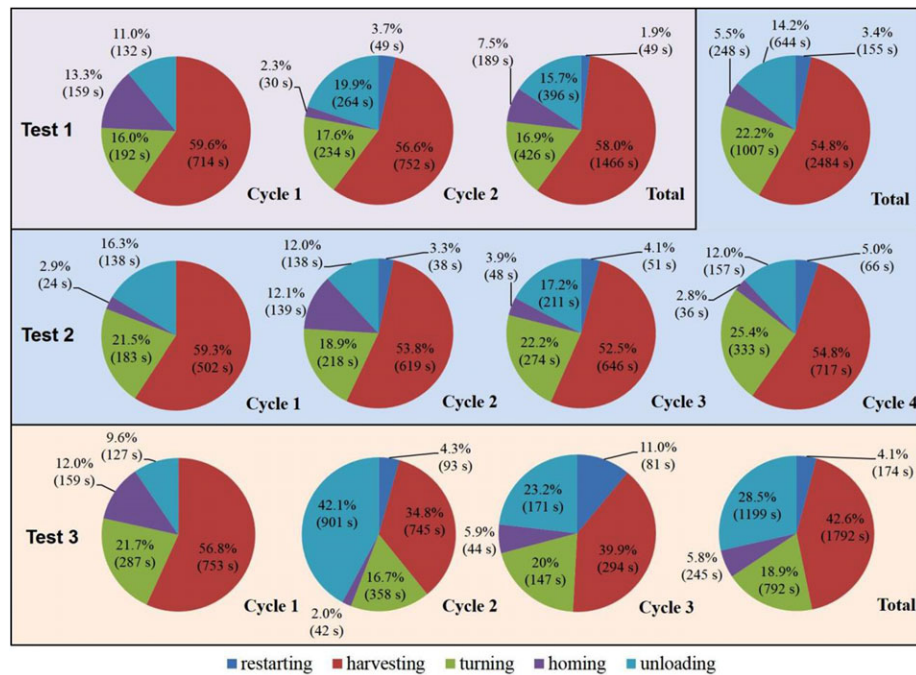 Test 1
11.0%
(132 s)
13.3%
(159 s)
16.0%
(192 s)
59.6%
(714 s)
Cycle 1
3.7%
(49 s)
2.3%
(30 s)
19.9%
(264 s)
17.6%
(234 s)
56.6%
(752 s)
Cycle 2
1.9%
(49 s)
7.5%
(189 s)
15.7%
(396 s)
16.9%
(426 s)
58.0%
(1466 s)
Total
5.5%
(248 s)
14.2%
(644 s)
3.4%
(155 s)
22.2%
(1007 s)
54.8%
(2484 s)
Total
Test 2
16.3%
(138 s)
2.9%
(24 s)
21.5%
(183 s)
59.3%
(502 s)
Cycle 1
12.0%
(138 s)
3.3%
(38 s)
12.1%
(139 s)
18.9%
(218 s)
53.8%
(619 s)
Cycle 2
3.9%
(48 s)
4.1%
(51 s)
17.2%
(211 s)
22.2%
(274 s)
52.5%
(646 s)
Cycle 3
12.0%
(157 s)
5.0%
(66 s)
2.8%
(36 s)
25.4%
(333 s)
54.8%
(717 s)
Cycle 4
Test 3
9.6%
(127 s)
12.0%
(159 s)
21.7%
(287 s)
56.8%
(753 s)
Cycle 1
4.3%
(93 s)
42.1%
(901 s)
34.8%
(745 s)
16.7%
(358 s)
2.0%
(42 s)
Cycle 2
11.0%
(81 s)
23.2%
(171 s)
5.9%
(44 s)
20%
(147 s)
39.9%
(294 s)
Cycle 3
4.1%
(174 s)
28.5%
(1199 s)
42.6%
(1792 s)
5.8%
(245 s)
18.9%
(792 s)
Total
restarting harvesting turning homing unloading